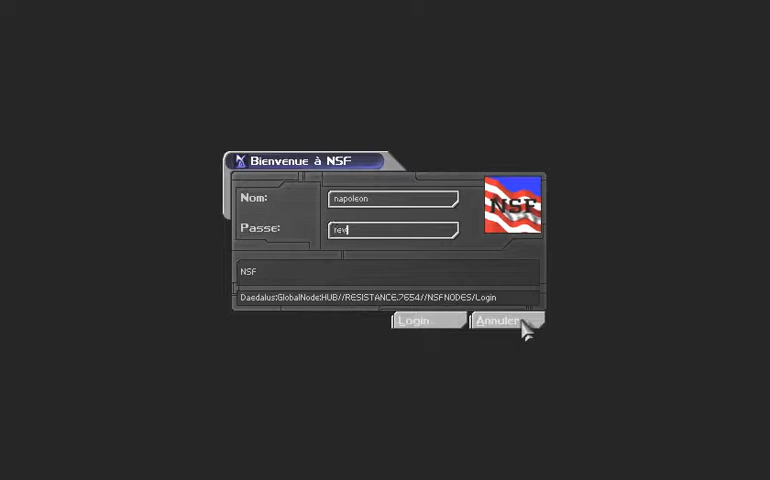 Bienvenue à NSF
Nom:
napoleon
NSF
Passe:
rev
NSF
Daedalus:GlobalNode:HUB//RESISTANCE.7654//NSFNODES/Login
Login
Annuler